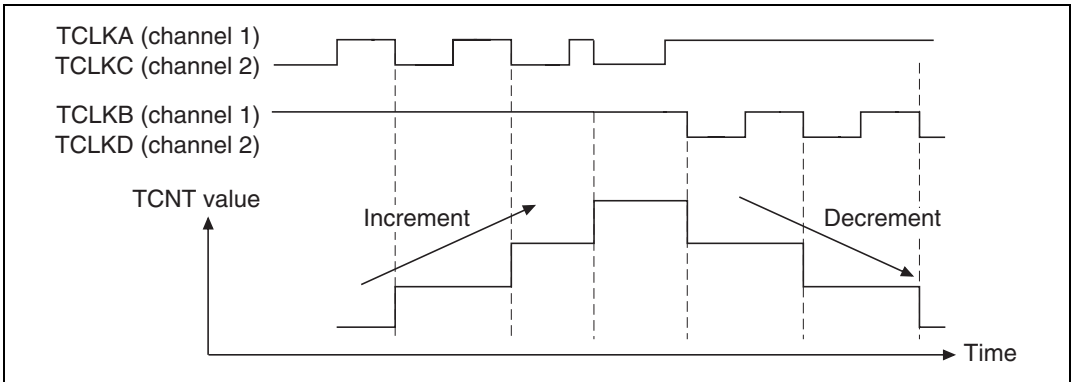 TCLKA (channel 1)
TCLKC (channel 2)
TCLKB (channel 1)
TCLKD (channel 2)
TCNT value
Increment
Decrement
Time